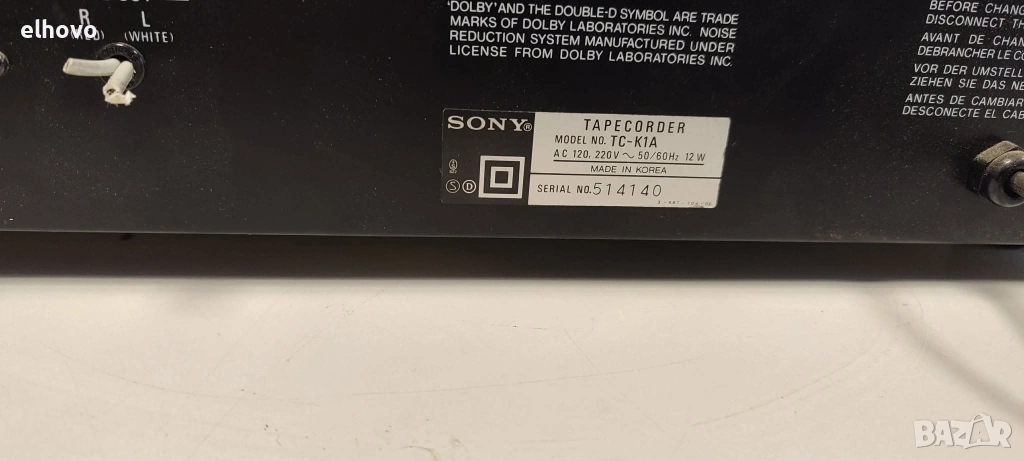 elhovo
R L
(WHITE)
'DOLBY' AND THE DOUBLE-D SYMBOL ARE TRADE
MARKS OF DOLBY LABORATORIES INC. NOISE
REDUCTION SYSTEM MANUFACTURED UNDER
LICENSE FROM DOLBY LABORATORIES INC.
BEFORE CHANG
DISCONNECT TH
AVANT DE CHAN
DEBRANCHER LE CO
VOR DER UMSTELL
ZIEHEN SIE DAS NE
ANTES DE CAMBIAR
DESCONECTE EL CAB
SONY®
TAPECORDER
MODEL NO. TC-K1A
AC 120, 220V ~ 50/60Hz 12W
MADE IN KOREA
S D
SERIAL NO. 514140
BAZAR